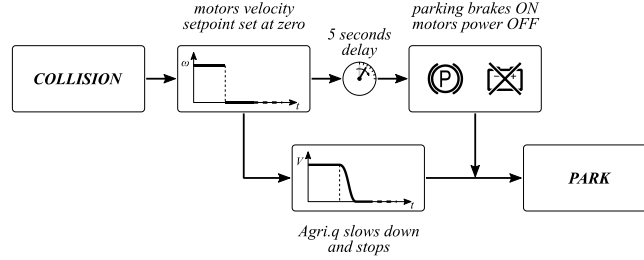 motors velocity
setpoint set at zero
5 seconds
delay
parking brakes ON
motors power OFF
COLLISION
ω
t
P
- +
V
t
PARK
Agri.q slows down
and stops